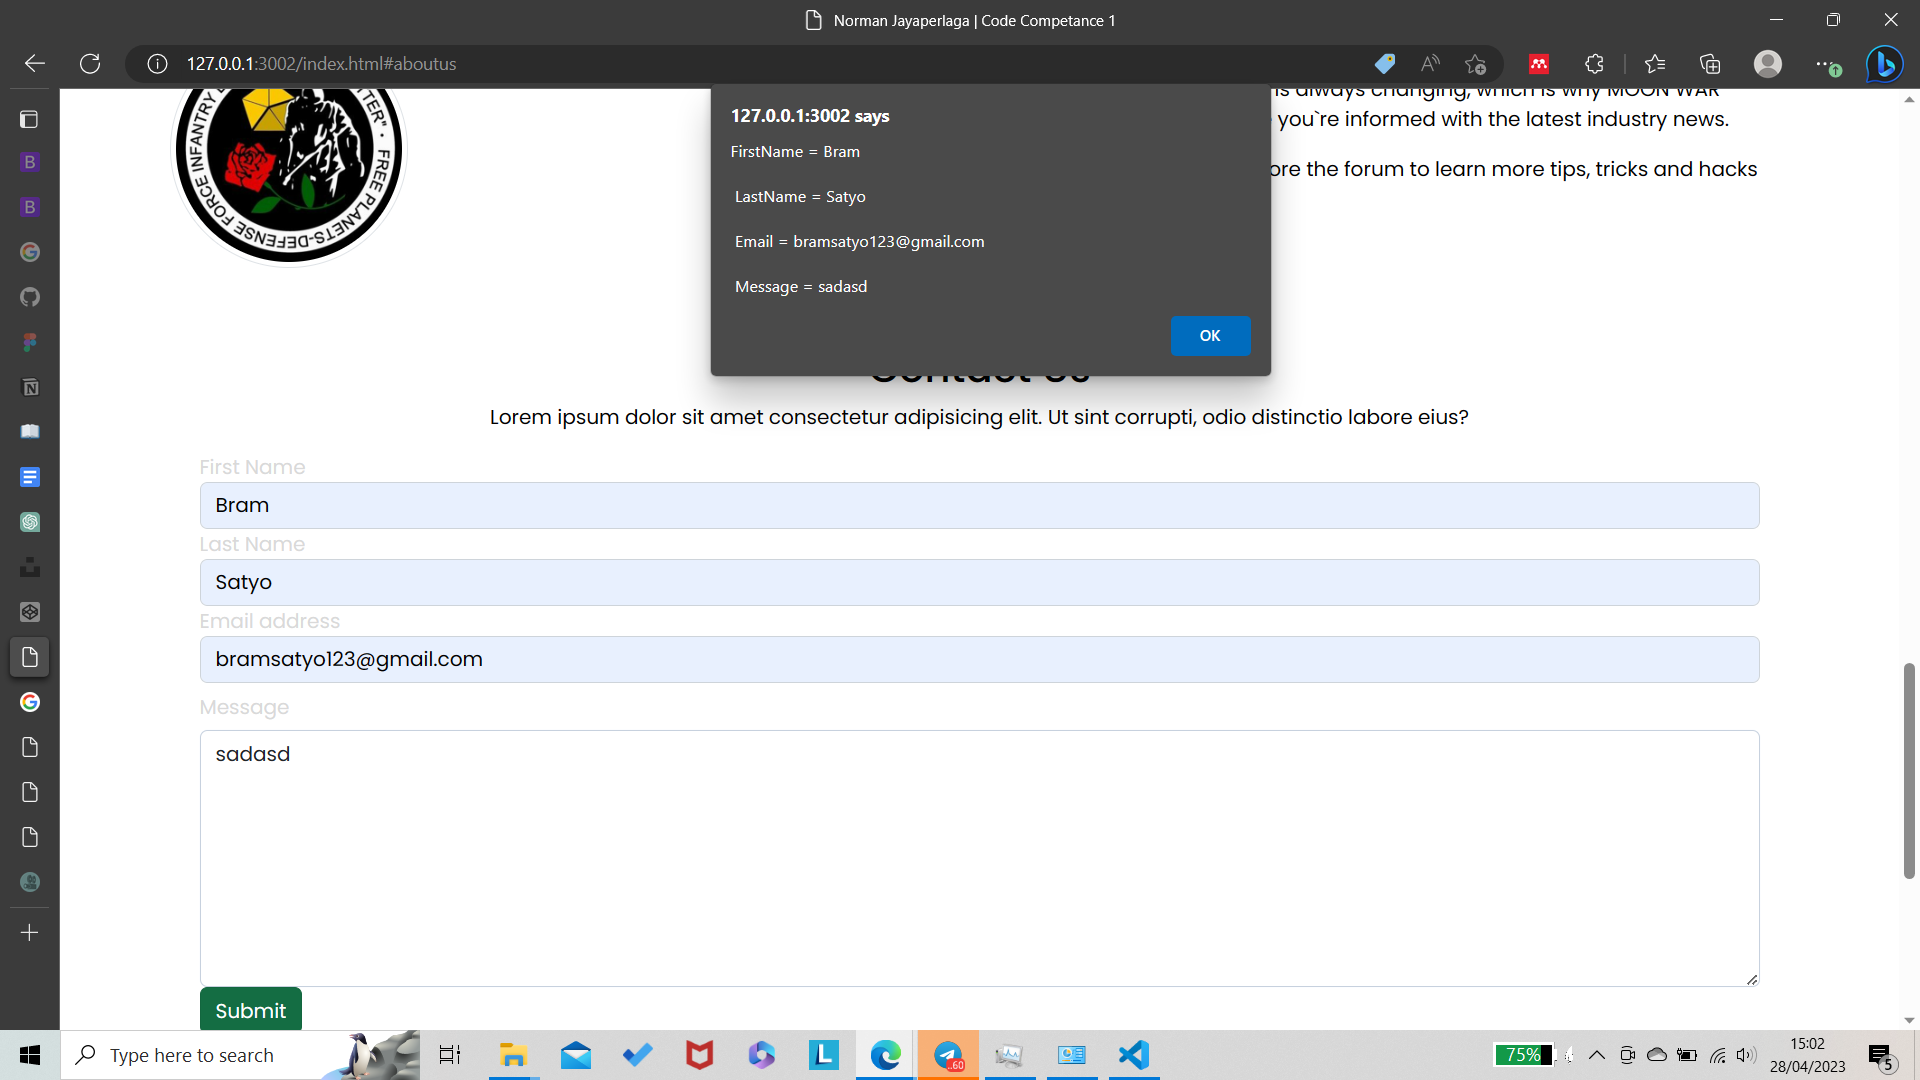 Norman Jayaperlaga | Code Competance 1
127.0.0.1:3002/index.html#aboutus
is always changing, which is why MOON WAR
you`re informed with the latest industry news.
ore the forum to learn more tips, tricks and hacks
FORCE INFANTRY
FREE PLANETS-DEFENSE FORCE INFANTRY
127.0.0.1:3002 says
FirstName = Bram
LastName = Satyo
Email = bramsatyo123@gmail.com
Message = sadasd
OK
Contact Us
Lorem ipsum dolor sit amet consectetur adipisicing elit. Ut sint corrupti, odio distinctio labore eius?
First Name
Bram
Last Name
Satyo
Email address
bramsatyo123@gmail.com
Message
sadasd
Submit
Type here to search
.60
75%
15:02
28/04/2023
5